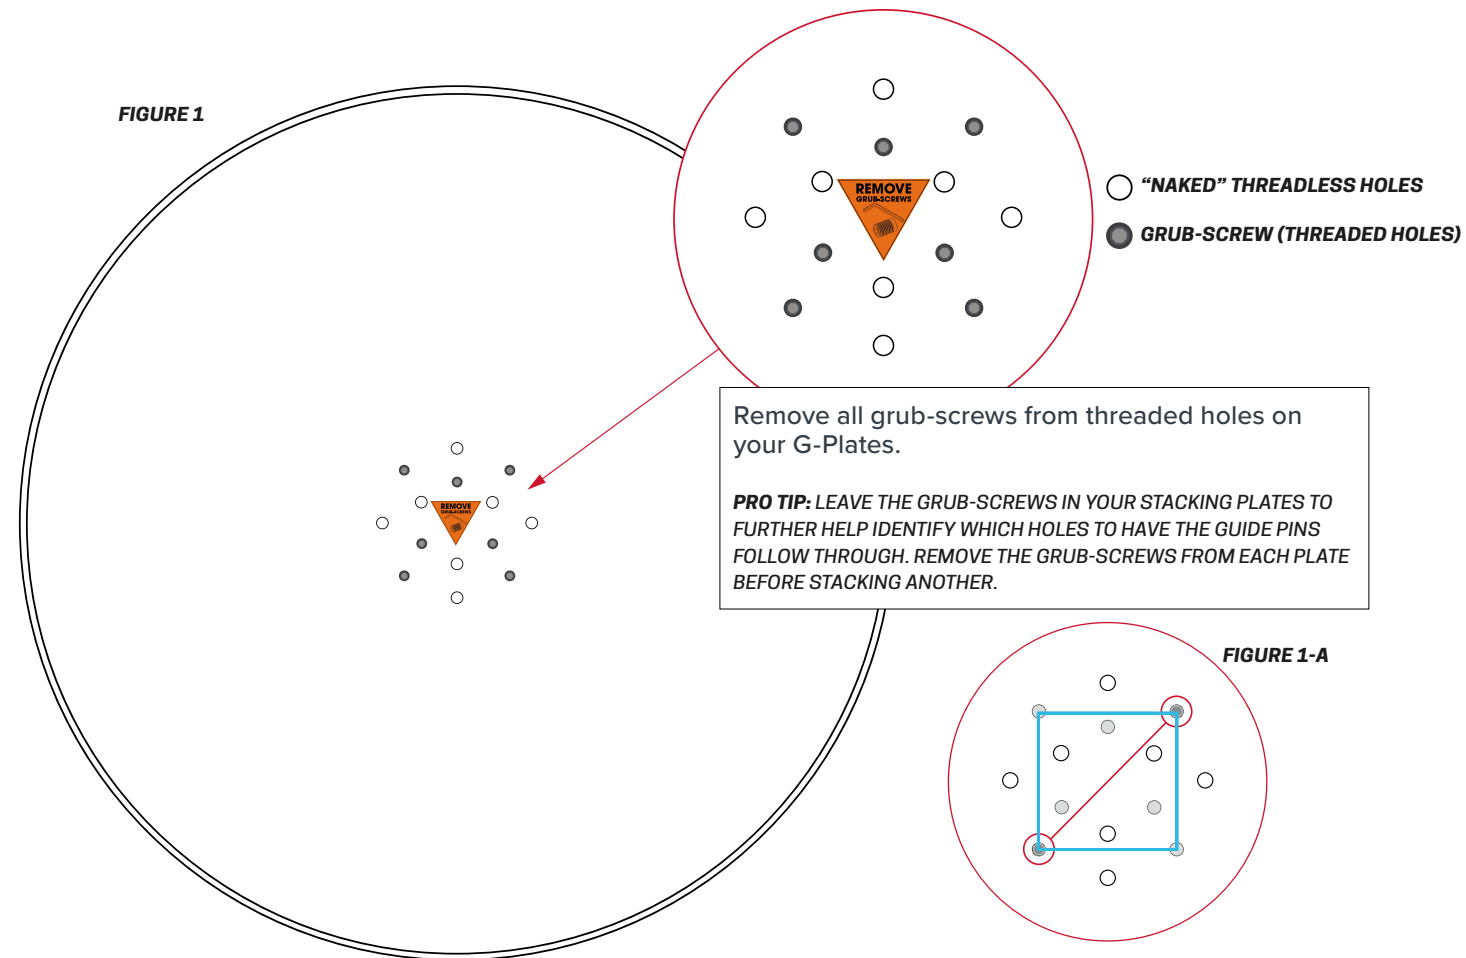 FIGURE 1
REMOVE
GRUB-SCREWS
“NAKED” THREADLESS HOLES
GRUB-SCREW (THREADED HOLES)
Remove all grub-screws from threaded holes on
your G-Plates.
PRO TIP: LEAVE THE GRUB-SCREWS IN YOUR STACKING PLATES TO
FURTHER HELP IDENTIFY WHICH HOLES TO HAVE THE GUIDE PINS
FOLLOW THROUGH. REMOVE THE GRUB-SCREWS FROM EACH PLATE
BEFORE STACKING ANOTHER.
REMOVE
GRUB-SCREWS
FIGURE 1-A